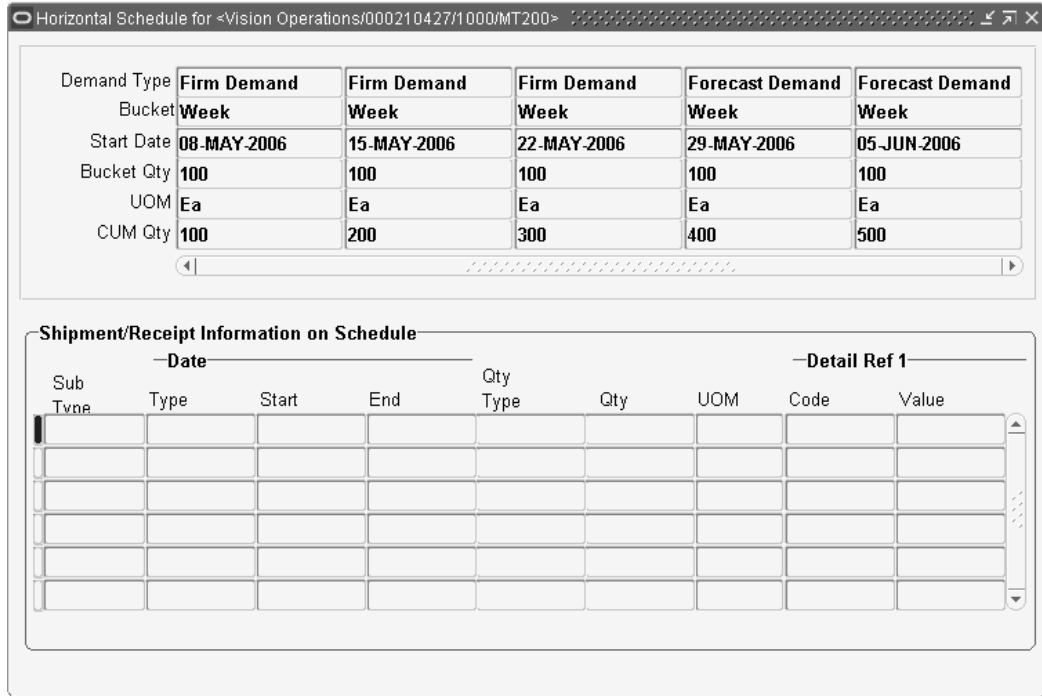 Horizontal Schedule for <Vision Operations/000210427/1000/MT200>
Demand Type Firm Demand Firm Demand Firm Demand Forecast Demand Forecast Demand
Bucket Week Week Week Week Week
Start Date 08-MAY-2006 15-MAY-2006 22-MAY-2006 29-MAY-2006 05-JUN-2006
Bucket Qty 100 100 100 100 100
UOM Ea Ea Ea Ea Ea
CUM Qty 100 200 300 400 500
Shipment/Receipt Information on Schedule
Date Detail Ref 1
Sub Type Type Start End Qty Type Qty UOM Code Value